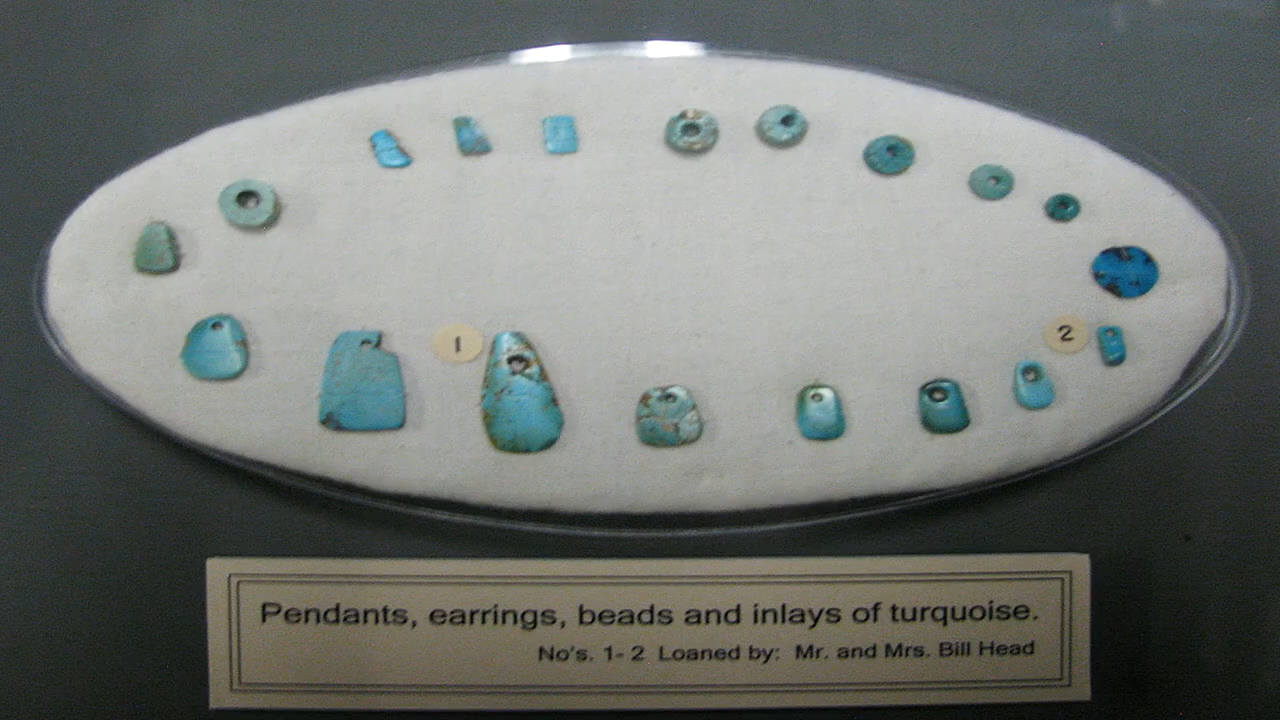 1
2
Pendants, earrings, beads and inlays of turquoise.
No's. 1-2 Loaned by: Mr. and Mrs. Bill Head